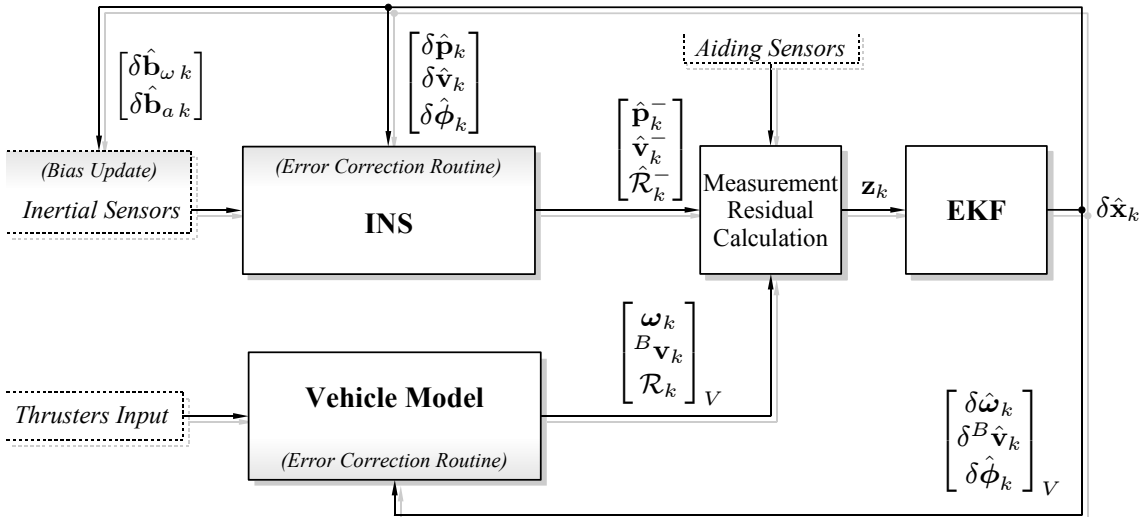 Aiding Sensors
[δb̂_{ω k}
δb̂_{a k}]
[δp̂_k
δv̂_k
δϕ̂_k]
[p̂_k^−
v̂_k^−
ℛ̂_k^−]
(Bias Update)
Inertial Sensors
(Error Correction Routine)
INS
Measurement
Residual
Calculation
z_k
EKF
δx̂_k
[ω_k
^B v_k
ℛ_k]_V
Thrusters Input
Vehicle Model
(Error Correction Routine)
[δω̂_k
δ^B v̂_k
δϕ̂_k]_V